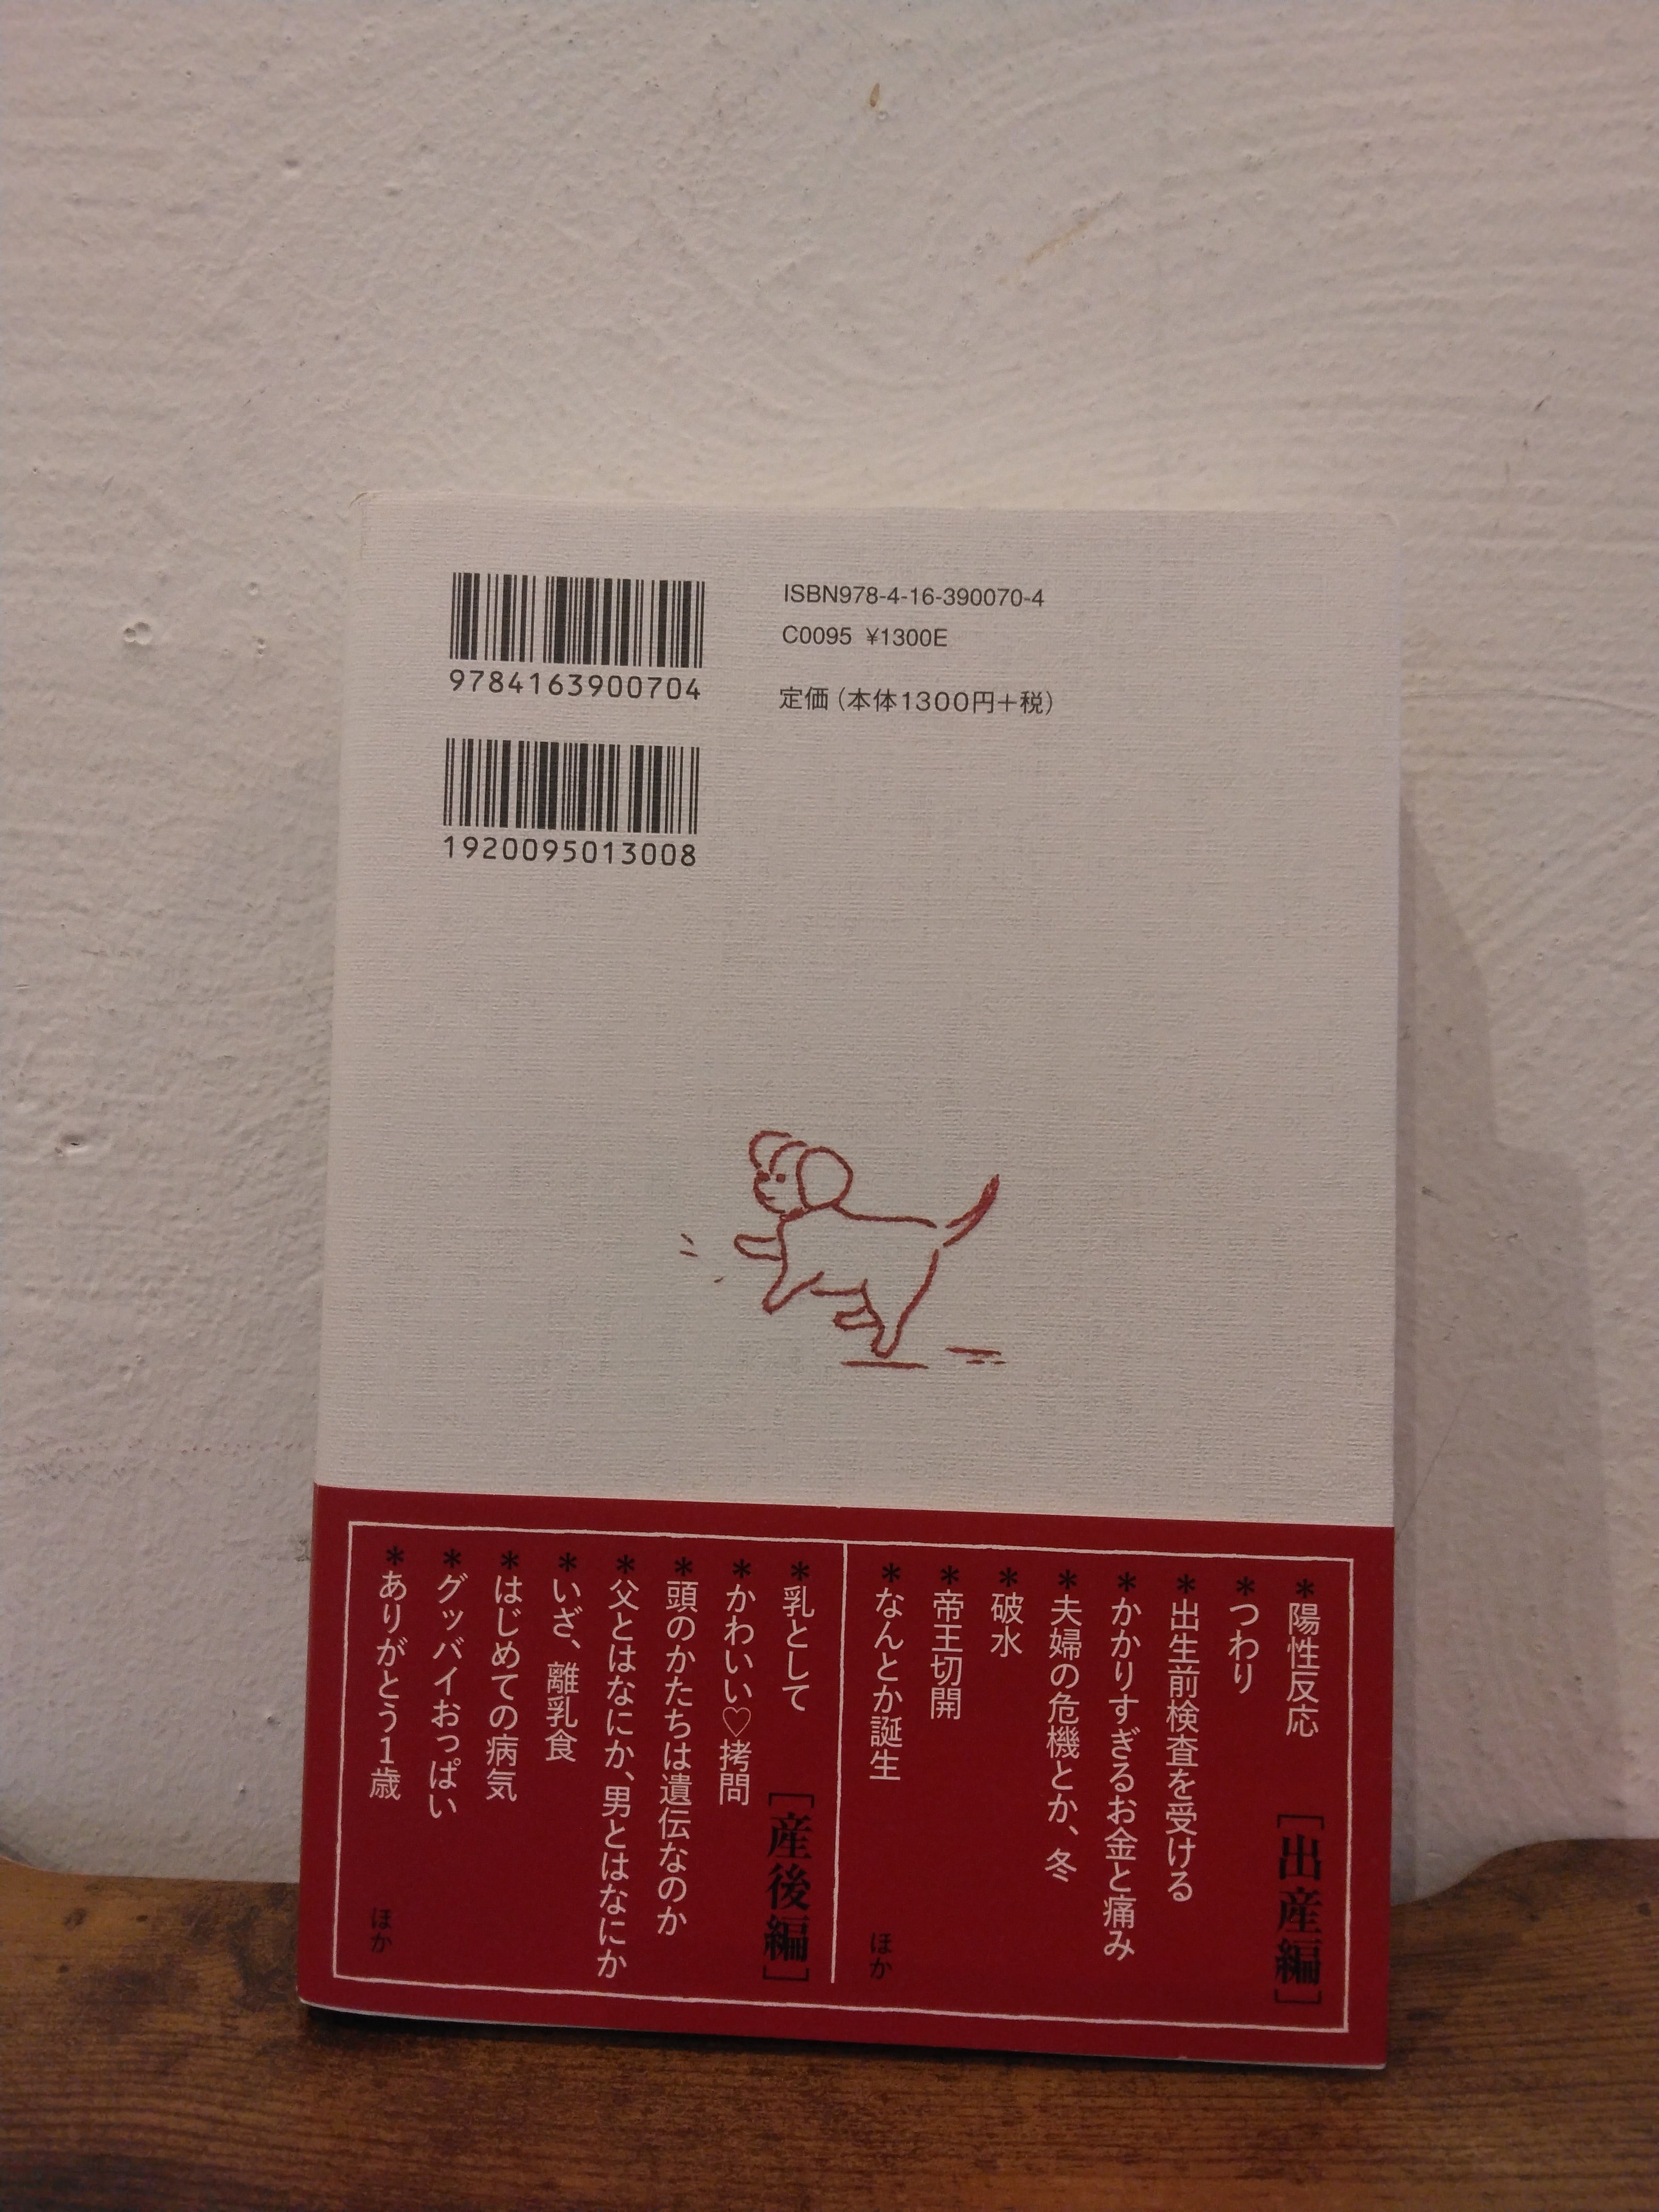 9784163900704
1920095013008
ISBN978-4-16-390070-4
C0095 ¥1300E
定価（本体1300円＋税）
［出産編］
＊陽性反応
＊つわり
＊出生前検査を受ける
＊かかりすぎるお金と痛み
＊夫婦の危機とか、冬
＊破水
＊帝王切開
＊なんとか誕生
ほか
［産後編］
＊乳として
＊かわいい♡拷問
＊頭のかたちは遺伝なのか
＊父とはなにか、男とはなにか
＊いざ、離乳食
＊はじめての病気
＊グッバイおっぱい
＊ありがとう1歳
ほか